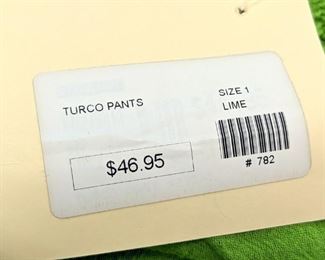 TURCO PANTS
SIZE 1
LIME
$46.95
# 782